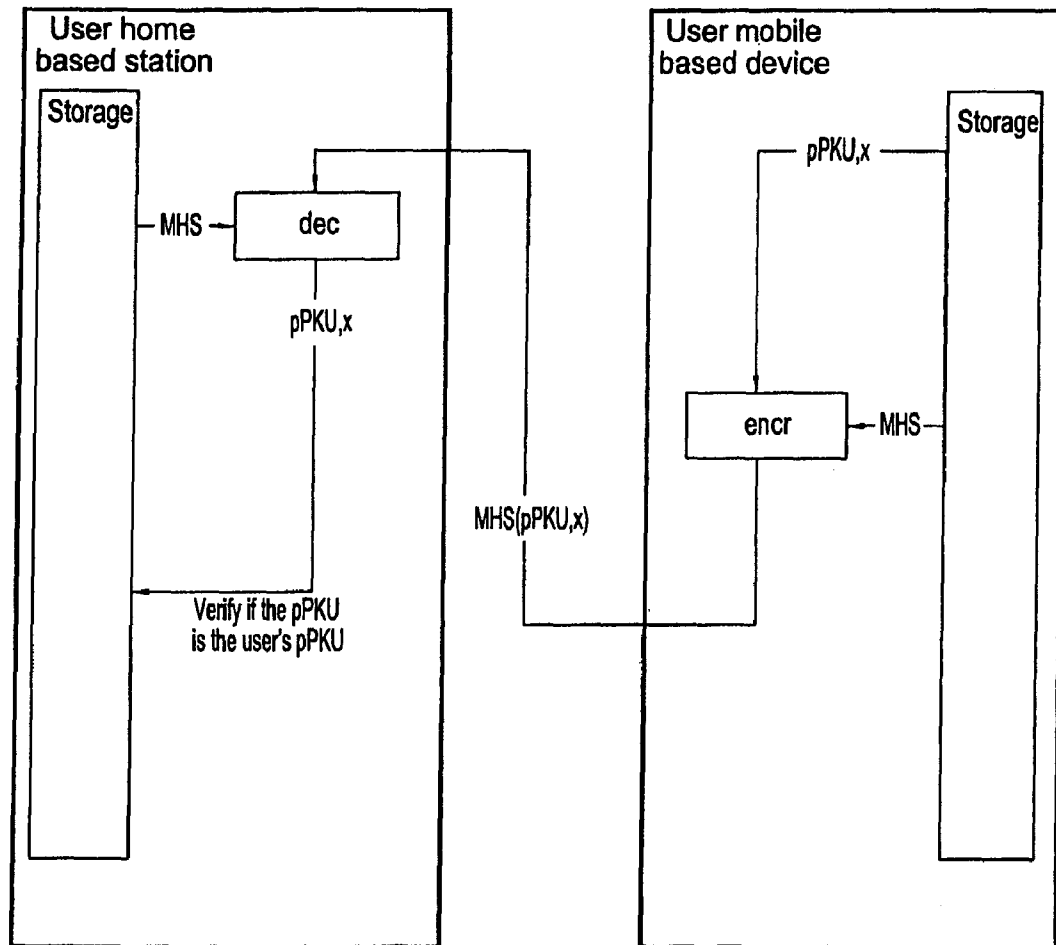 User home
based station
Storage
MHS
dec
pPKU,x
Verify if the pPKU
is the user's pPKU
MHS(pPKU,x)
User mobile
based device
Storage
pPKU,x
encr
MHS